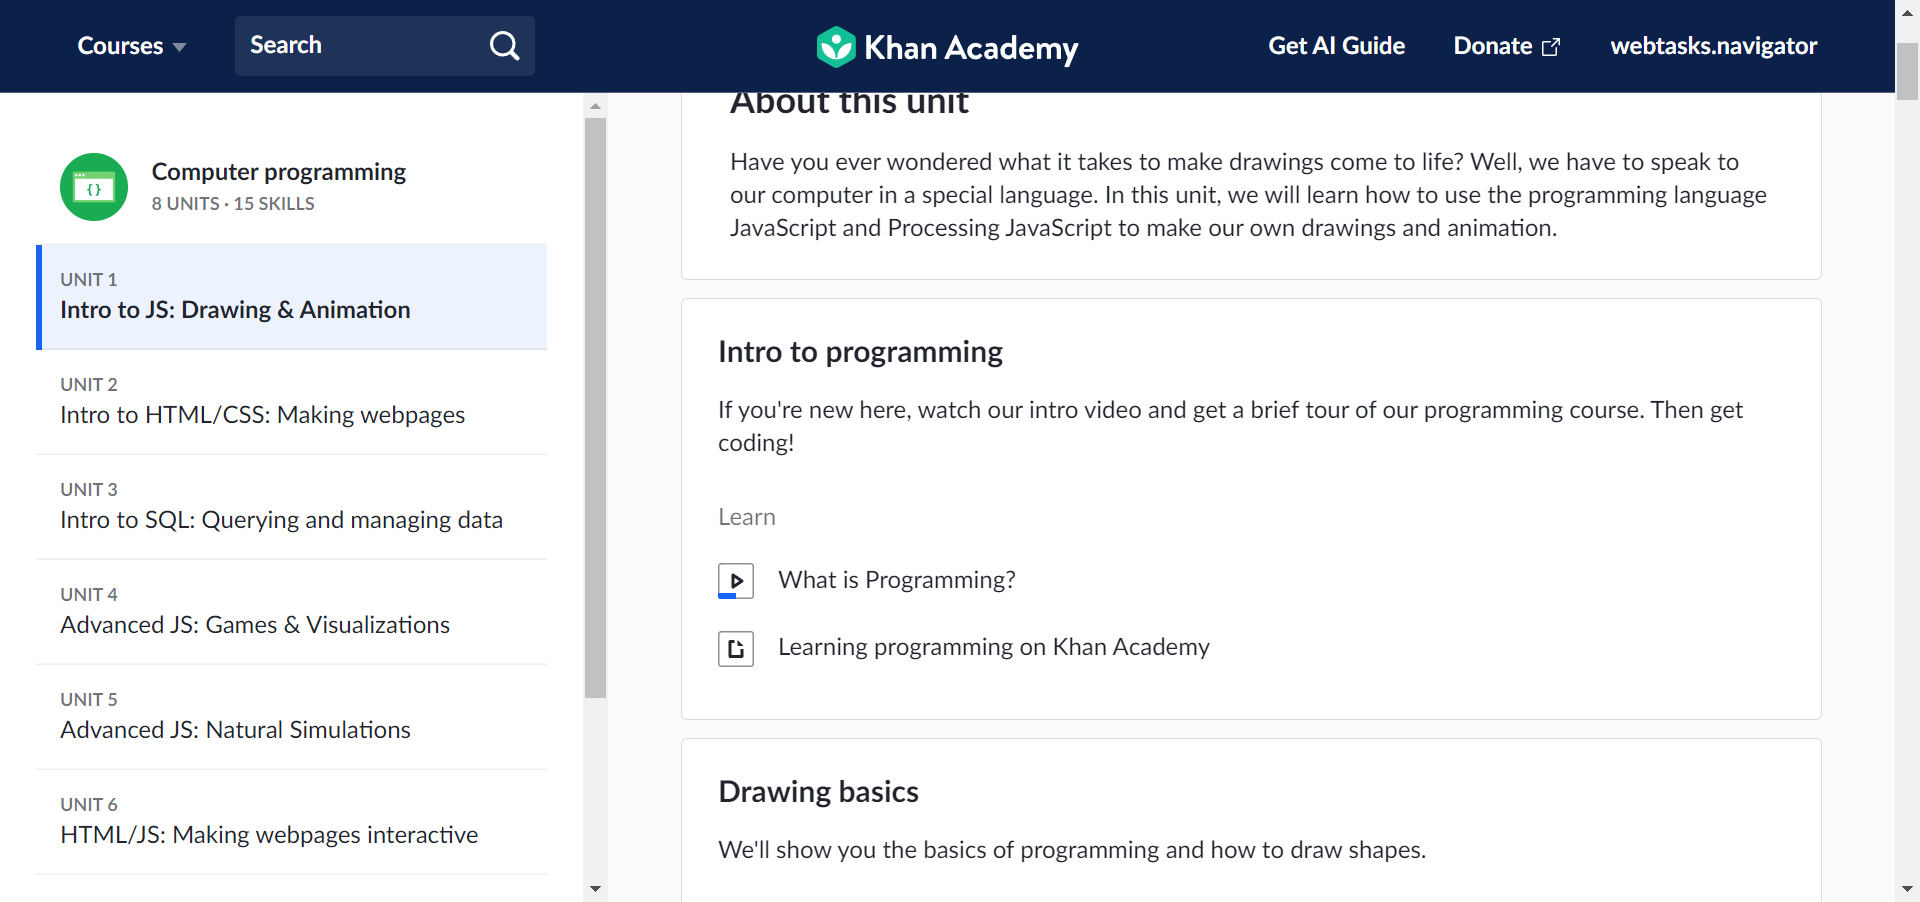 Courses
Search
Khan Academy
Get AI Guide
Donate
webtasks.navigator
{}
Computer programming
8 UNITS · 15 SKILLS
UNIT 1
Intro to JS: Drawing & Animation
UNIT 2
Intro to HTML/CSS: Making webpages
UNIT 3
Intro to SQL: Querying and managing data
UNIT 4
Advanced JS: Games & Visualizations
UNIT 5
Advanced JS: Natural Simulations
UNIT 6
HTML/JS: Making webpages interactive
About this unit
Have you ever wondered what it takes to make drawings come to life? Well, we have to speak to
our computer in a special language. In this unit, we will learn how to use the programming language
JavaScript and Processing JavaScript to make our own drawings and animation.
Intro to programming
If you're new here, watch our intro video and get a brief tour of our programming course. Then get
coding!
Learn
What is Programming?
Learning programming on Khan Academy
Drawing basics
We'll show you the basics of programming and how to draw shapes.